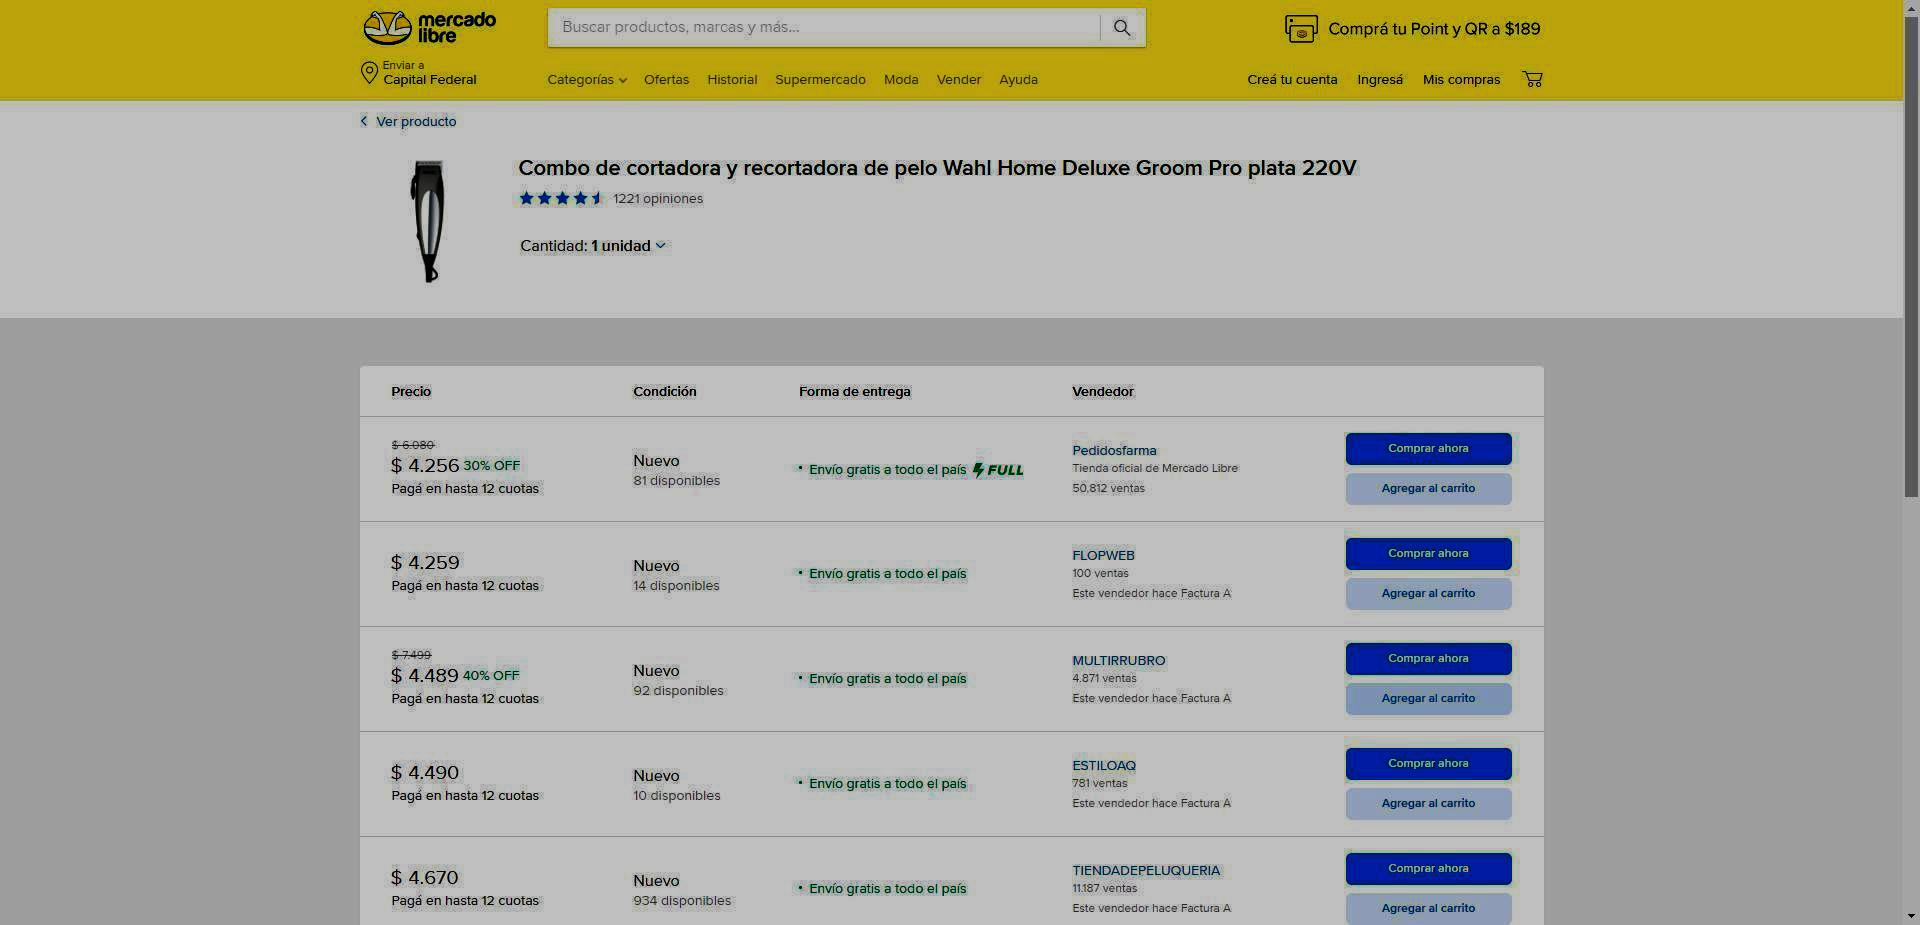 mercado
libre
Buscar productos, marcas y más...
Comprá tu Point y QR a $189
Enviar a
Capital Federal
Categorías
Ofertas
Historial
Supermercado
Moda
Vender
Ayuda
Creá tu cuenta
Ingresá
Mis compras
Ver producto
Combo de cortadora y recortadora de pelo Wahl Home Deluxe Groom Pro plata 220V
1221 opiniones
Cantidad: 1 unidad
Precio
Condición
Forma de entrega
Vendedor
$ 6.080
$ 4.256 30% OFF
Pagá en hasta 12 cuotas
Nuevo
81 disponibles
• Envío gratis a todo el país FULL
Pedidosfarma
Tienda oficial de Mercado Libre
50.812 ventas
Comprar ahora
Agregar al carrito
$ 4.259
Pagá en hasta 12 cuotas
Nuevo
14 disponibles
• Envío gratis a todo el país
FLOPWEB
100 ventas
Este vendedor hace Factura A
Comprar ahora
Agregar al carrito
$ 7.499
$ 4.489 40% OFF
Pagá en hasta 12 cuotas
Nuevo
92 disponibles
• Envío gratis a todo el país
MULTIRRUBRO
4.871 ventas
Este vendedor hace Factura A
Comprar ahora
Agregar al carrito
$ 4.490
Pagá en hasta 12 cuotas
Nuevo
10 disponibles
• Envío gratis a todo el país
ESTILOAQ
781 ventas
Este vendedor hace Factura A
Comprar ahora
Agregar al carrito
$ 4.670
Pagá en hasta 12 cuotas
Nuevo
934 disponibles
• Envío gratis a todo el país
TIENDADEPELUQUERIA
11.187 ventas
Este vendedor hace Factura A
Comprar ahora
Agregar al carrito